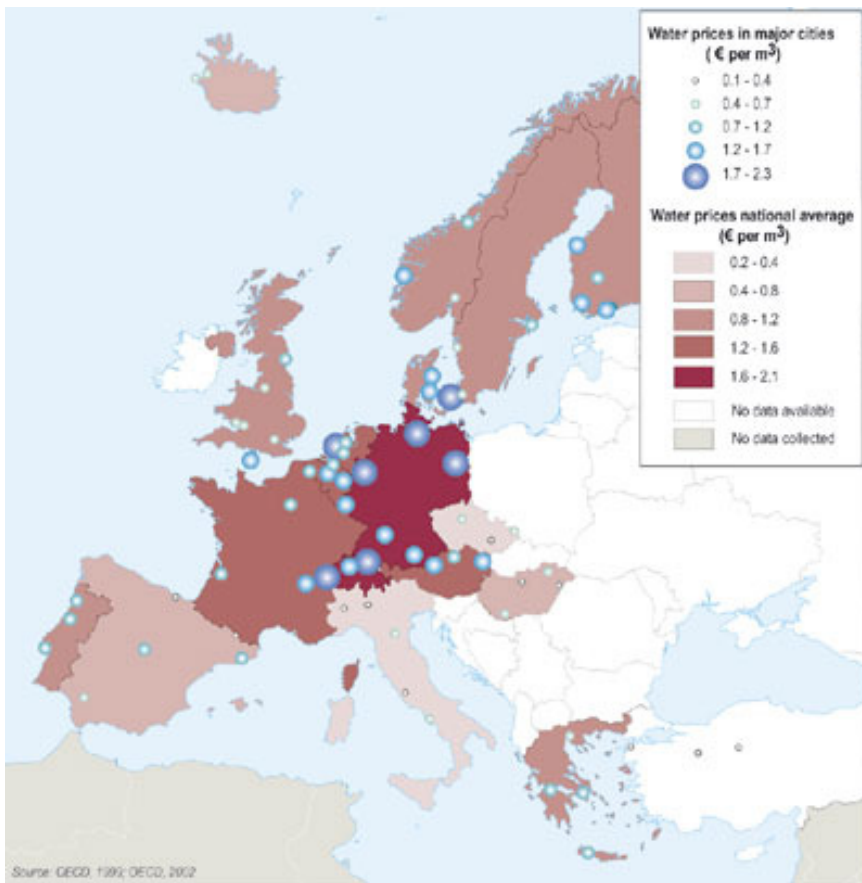 Water prices in major cities
( € per m3)
0.1 - 0.4
0.4 - 0.7
0.7 - 1.2
1.2 - 1.7
1.7 - 2.3
Water prices national average
(€ per m3)
0.2 - 0.4
0.4 - 0.8
0.8 - 1.2
1.2 - 1.6
1.6 - 2.1
No data available
No data collected
Source: OECD, 1999; OECD, 2002